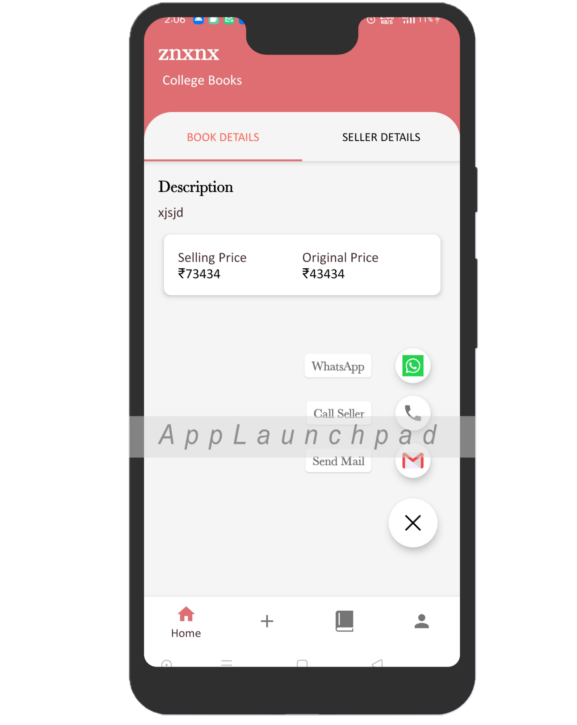 2:06
znxnx
College Books
BOOK DETAILS
SELLER DETAILS
Description
xjsjd
Selling Price
Original Price
₹73434
₹43434
WhatsApp
Call Seller
AppLaunchpad
Send Mail
Home